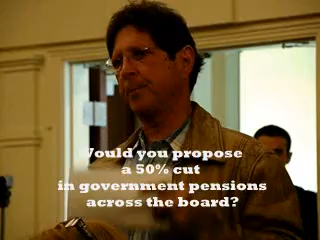 Would you propose
a 50% cut
in government pensions
across the board?